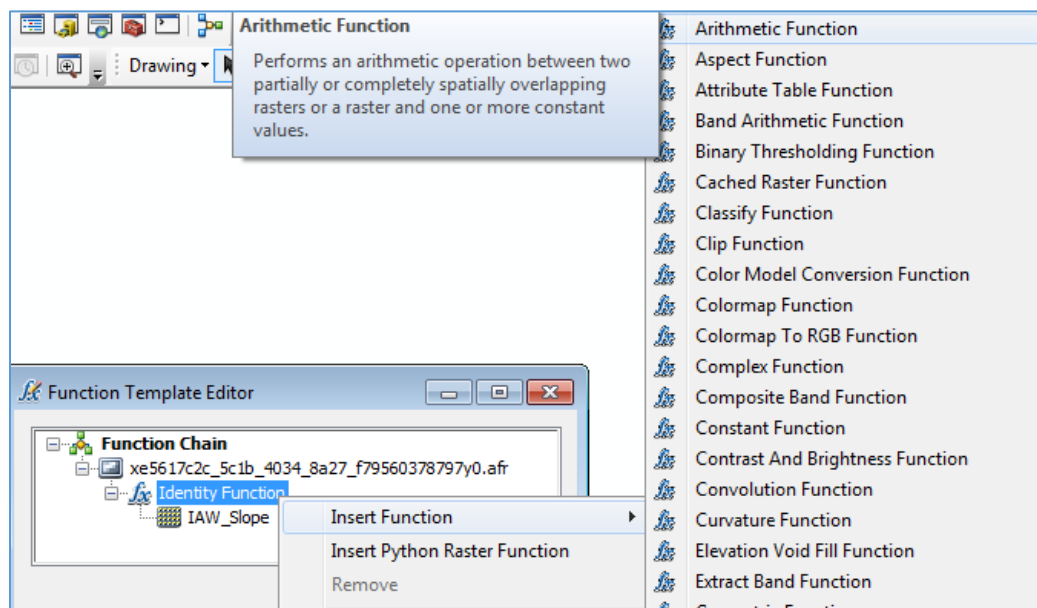 Arithmetic Function
Performs an arithmetic operation between two
partially or completely spatially overlapping
rasters or a raster and one or more constant
values.
Drawing
Function Template Editor
Function Chain
xe5617c2c_5c1b_4034_8a27_f79560378797y0.afr
Identity Function
IAW_Slope
Insert Function
Insert Python Raster Function
Remove
Arithmetic Function
Aspect Function
Attribute Table Function
Band Arithmetic Function
Binary Thresholding Function
Cached Raster Function
Classify Function
Clip Function
Color Model Conversion Function
Colormap Function
Colormap To RGB Function
Complex Function
Composite Band Function
Constant Function
Contrast And Brightness Function
Convolution Function
Curvature Function
Elevation Void Fill Function
Extract Band Function